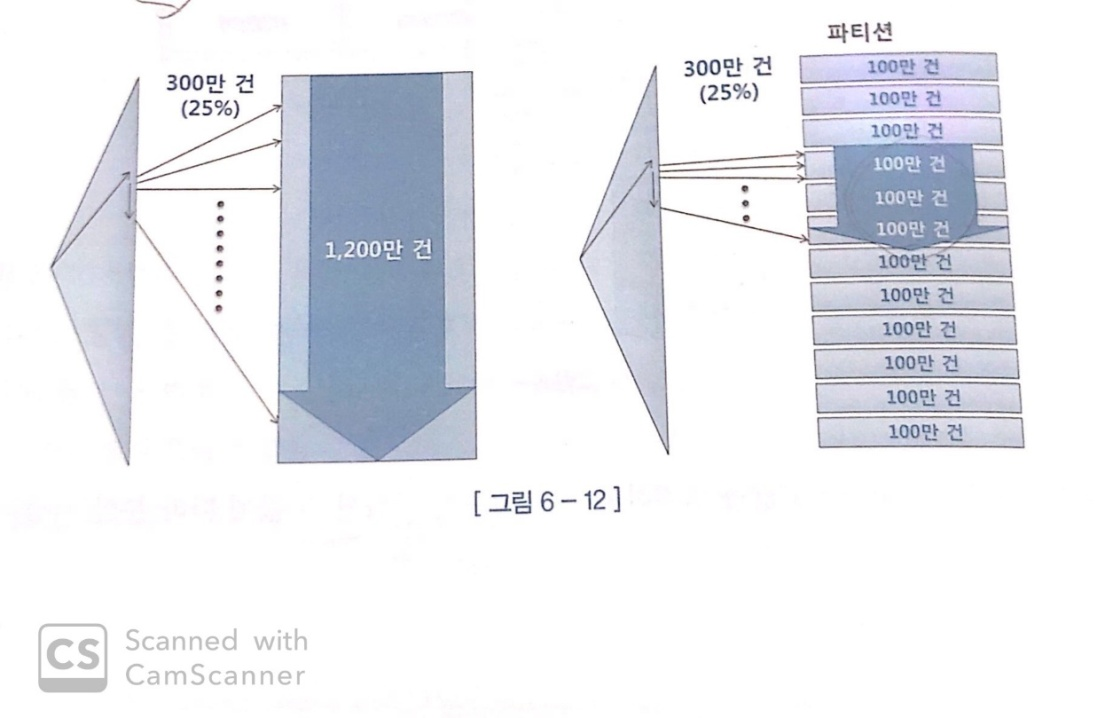 300만 건
(25%)
1,200만 건
300만 건
(25%)
파티션
100만 건
100만 건
100만 건
100만 건
100만 건
100만 건
100만 건
100만 건
100만 건
100만 건
100만 건
100만 건
[ 그림 6 – 12 ]
CS
Scanned with
CamScanner